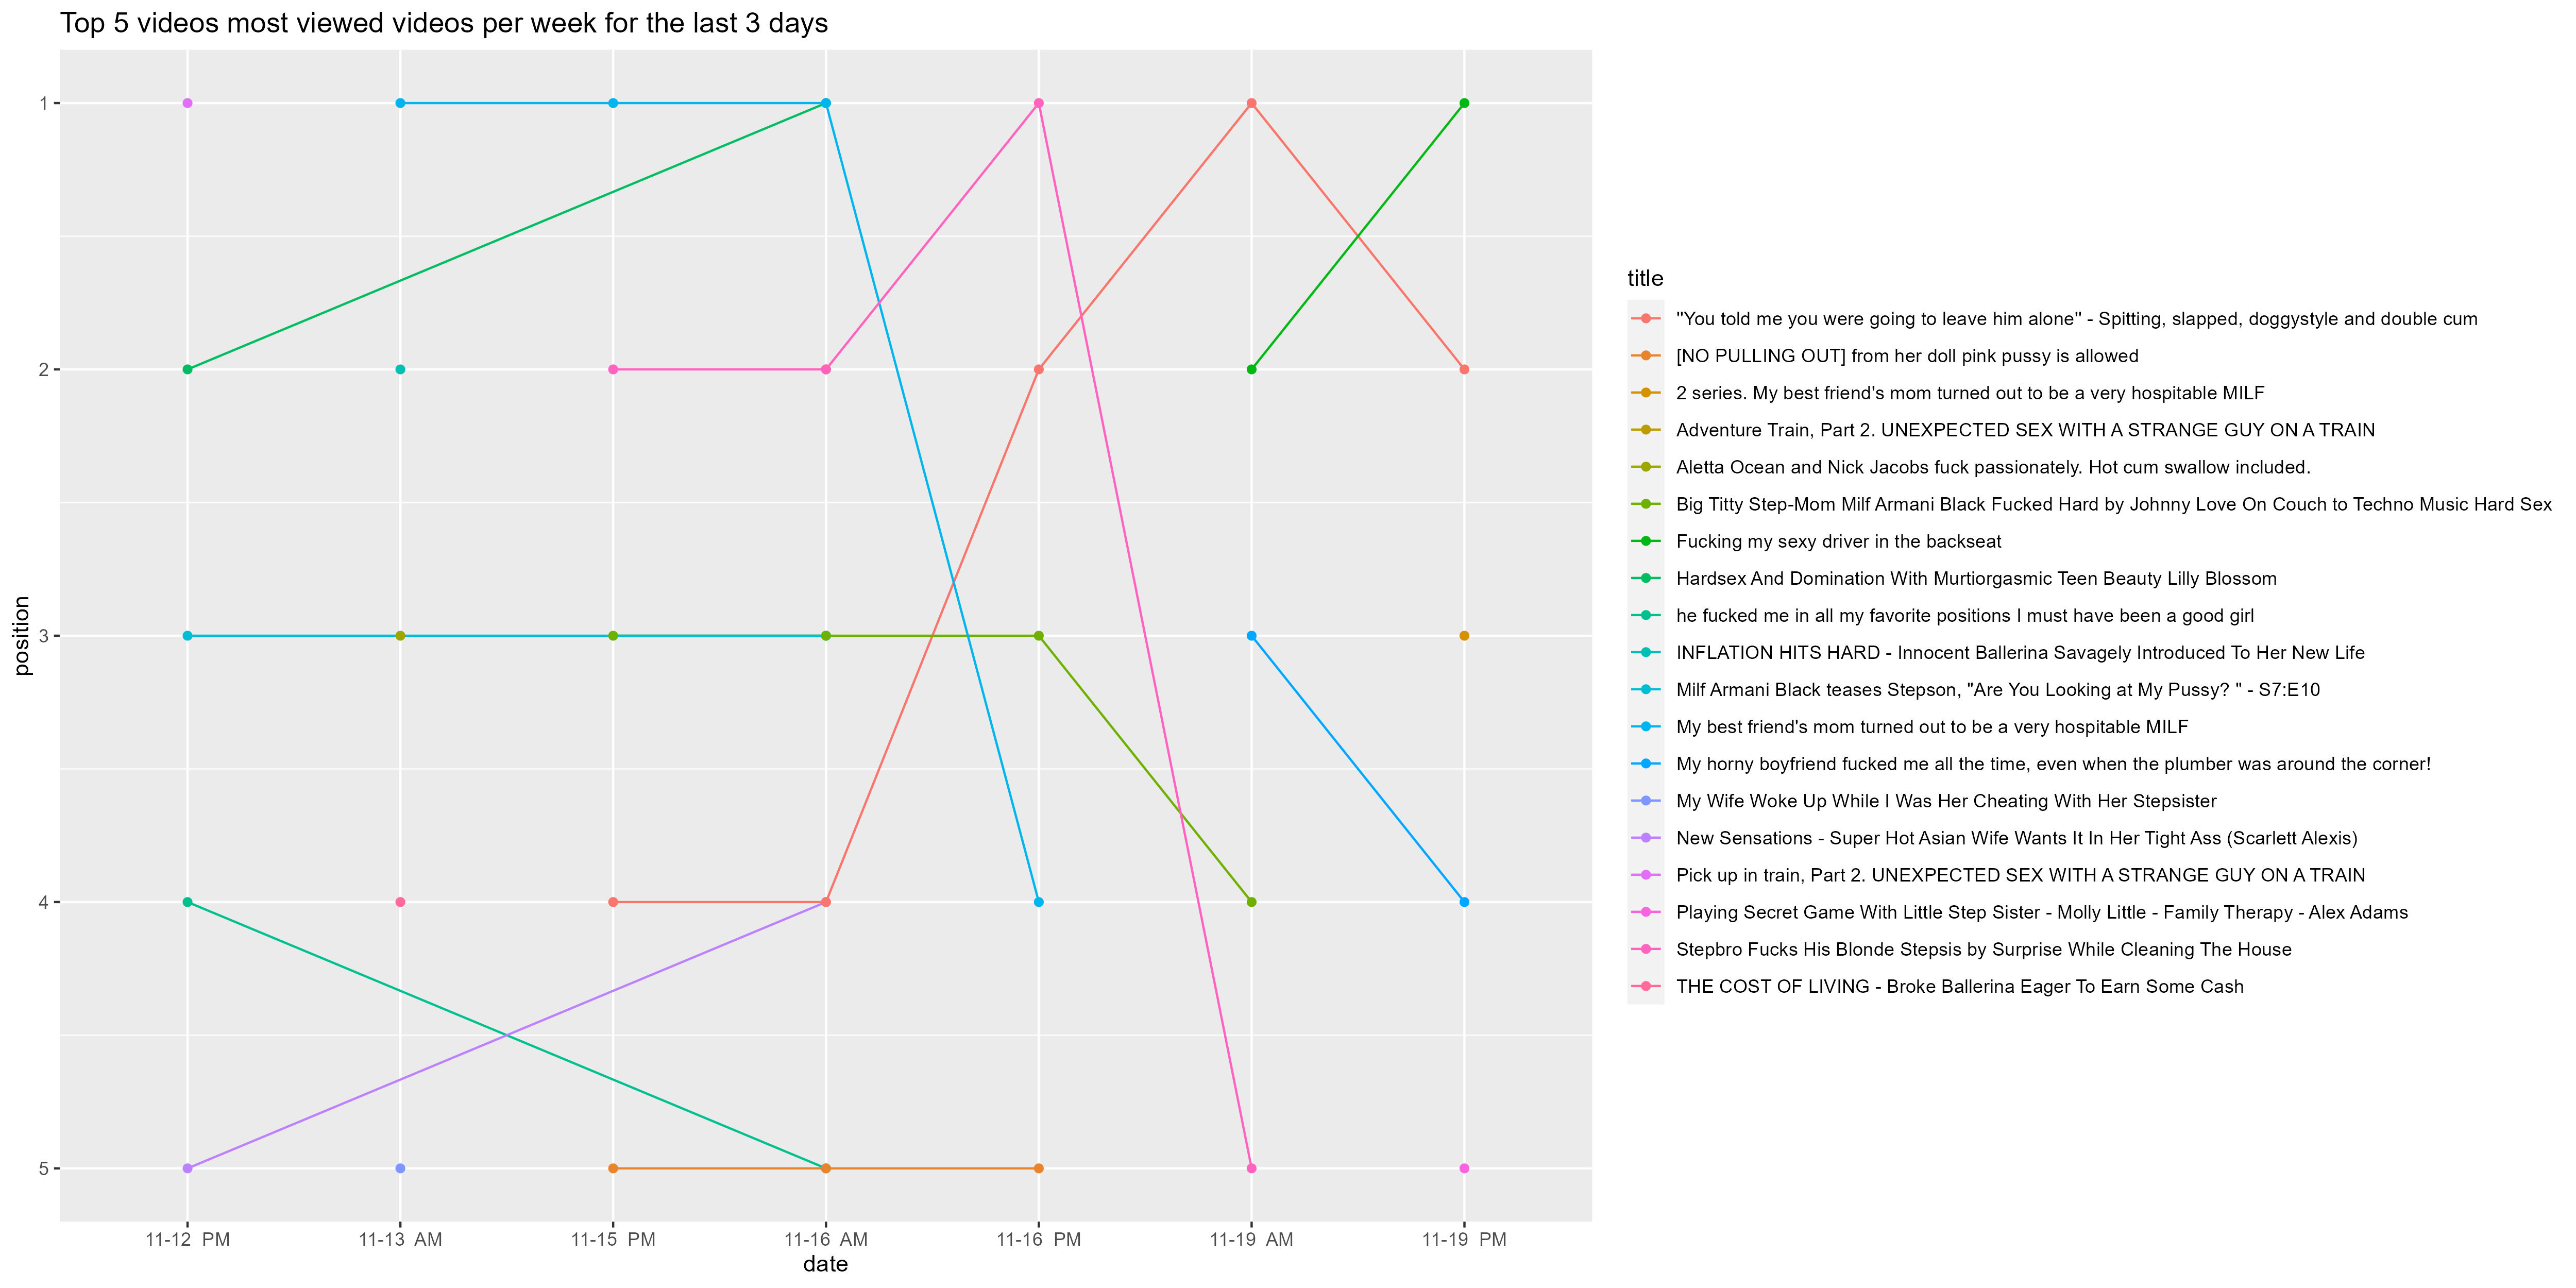 Top 5 videos most viewed videos per week for the last 3 days
position
1
2
3
4
5
11-12 PM
11-13 AM
11-15 PM
11-16 AM
11-16 PM
11-19 AM
11-19 PM
date
title
"You told me you were going to leave him alone" - Spitting, slapped, doggystyle and double cum
[NO PULLING OUT] from her doll pink pussy is allowed
2 series. My best friend's mom turned out to be a very hospitable MILF
Adventure Train, Part 2. UNEXPECTED SEX WITH A STRANGE GUY ON A TRAIN
Aletta Ocean and Nick Jacobs fuck passionately. Hot cum swallow included.
Big Titty Step-Mom Milf Armani Black Fucked Hard by Johnny Love On Couch to Techno Music Hard Sex
Fucking my sexy driver in the backseat
Hardsex And Domination With Murtiorgasmic Teen Beauty Lilly Blossom
he fucked me in all my favorite positions I must have been a good girl
INFLATION HITS HARD - Innocent Ballerina Savagely Introduced To Her New Life
Milf Armani Black teases Stepson, "Are You Looking at My Pussy? " - S7:E10
My best friend's mom turned out to be a very hospitable MILF
My horny boyfriend fucked me all the time, even when the plumber was around the corner!
My Wife Woke Up While I Was Her Cheating With Her Stepsister
New Sensations - Super Hot Asian Wife Wants It In Her Tight Ass (Scarlett Alexis)
Pick up in train, Part 2. UNEXPECTED SEX WITH A STRANGE GUY ON A TRAIN
Playing Secret Game With Little Step Sister - Molly Little - Family Therapy - Alex Adams
Stepbro Fucks His Blonde Stepsis by Surprise While Cleaning The House
THE COST OF LIVING - Broke Ballerina Eager To Earn Some Cash